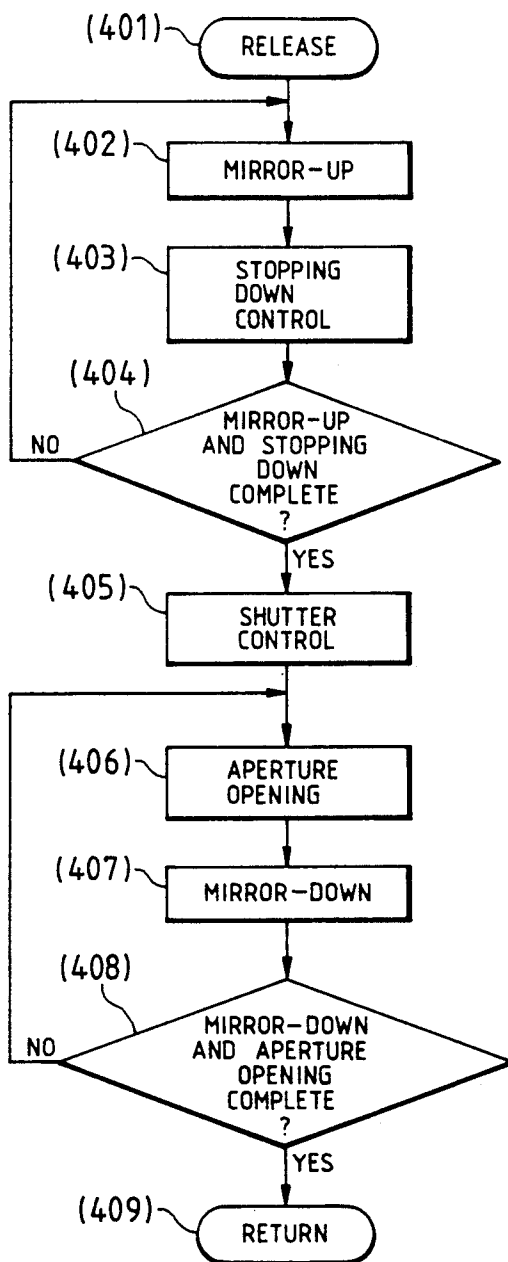 (401)
RELEASE
(402)
MIRROR-UP
(403)
STOPPING
DOWN
CONTROL
(404)
MIRROR-UP
AND STOPPING
DOWN
COMPLETE
?
NO
YES
(405)
SHUTTER
CONTROL
(406)
APERTURE
OPENING
(407)
MIRROR-DOWN
(408)
MIRROR-DOWN
AND APERTURE
OPENING
COMPLETE
?
NO
YES
(409)
RETURN